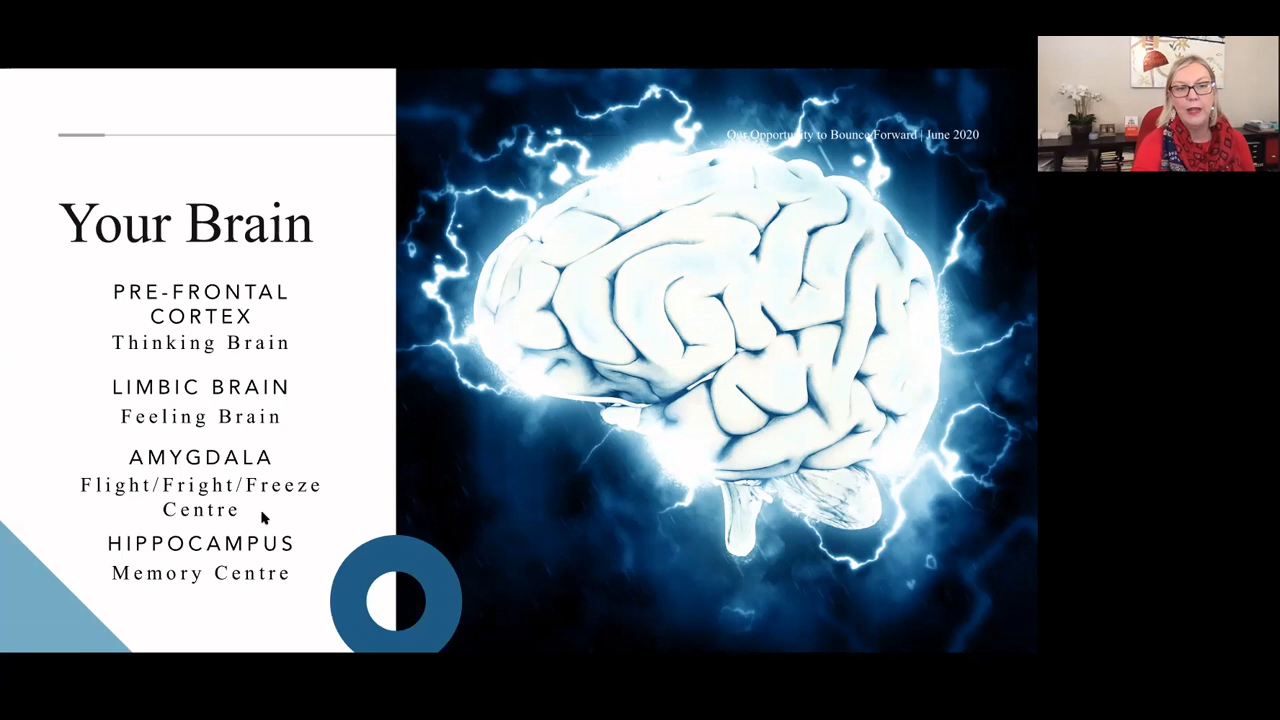 Our Opportunity to Bounce Forward | June 2020
Your Brain
PRE-FRONTAL
CORTEX
Thinking Brain
LIMBIC BRAIN
Feeling Brain
AMYGDALA
Flight/Fright/Freeze
Centre
HIPPOCAMPUS
Memory Centre